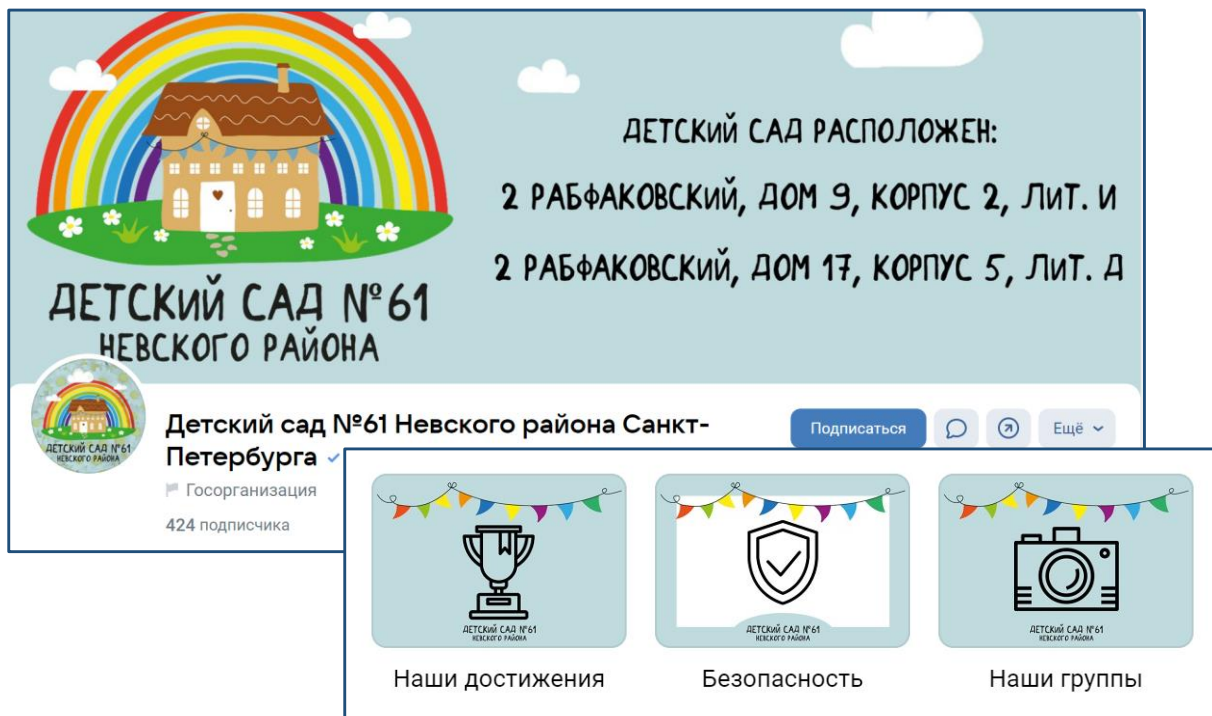 ДЕТСКИЙ САД РАСПОЛОЖЕН:
2 РАБФАКОВСКИЙ, ДОМ 9, КОРПУС 2, ЛИТ. И
2 РАБФАКОВСКИЙ, ДОМ 17, КОРПУС 5, ЛИТ. Д
ДЕТСКИЙ САД №61
НЕВСКОГО РАЙОНА
ДЕТСКИЙ САД №61
НЕВСКОГО РАЙОНА
Детский сад №61 Невского района Санкт-
Петербурга
Госорганизация
424 подписчика
Подписаться
Ещё
ДЕТСКИЙ САД №61
НЕВСКОГО РАЙОНА
Наши достижения
ДЕТСКИЙ САД №61
НЕВСКОГО РАЙОНА
Безопасность
ДЕТСКИЙ САД №61
НЕВСКОГО РАЙОНА
Наши группы